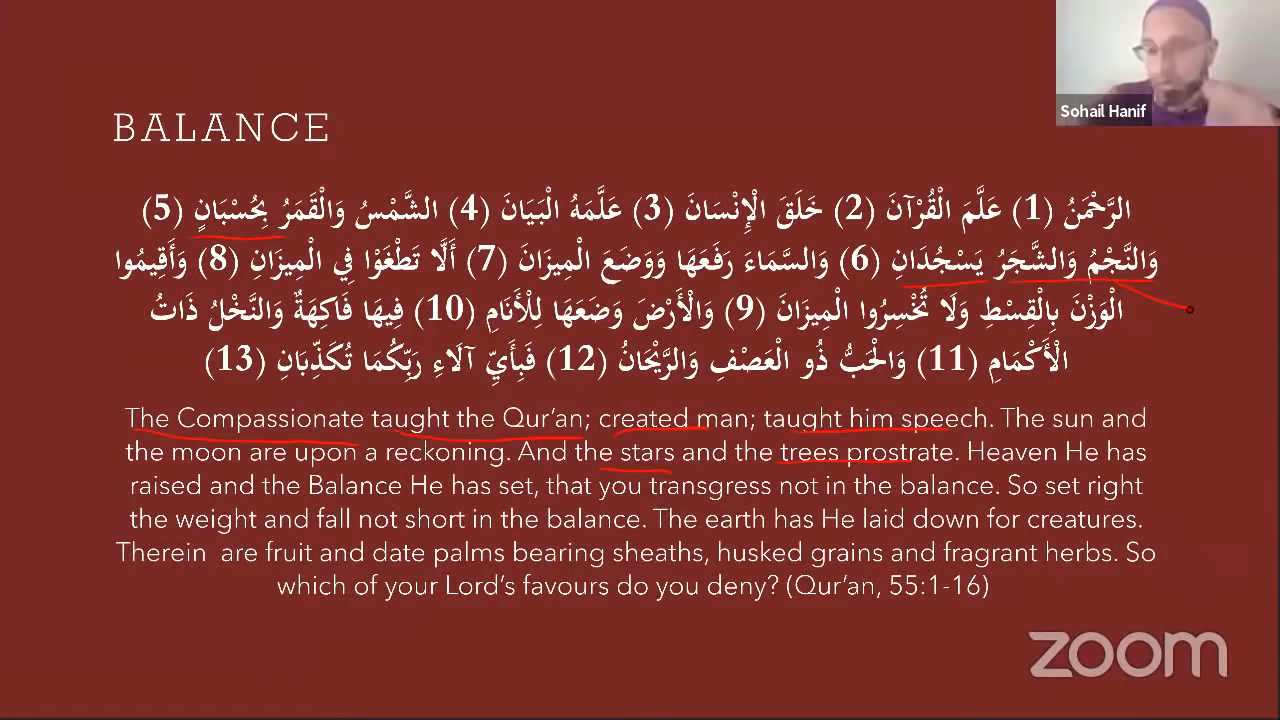 Sohail Hanif
BALANCE
الرَّحْمَنُ (1) عَلَّمَ الْقُرْآنَ (2) خَلَقَ الْإِنْسَانَ (3) عَلَّمَهُ الْبَيَانَ (4) الشَّمْسُ وَالْقَمَرُ بِحُسْبَانٍ (5)
وَالنَّجْمُ وَالشَّجَرُ يَسْجُدَانِ (6) وَالسَّمَاءَ رَفَعَهَا وَوَضَعَ الْمِيزَانَ (7) أَلَّا تَطْغَوْا فِي الْمِيزَانِ (8) وَأَقِيمُوا
الْوَزْنَ بِالْقِسْطِ وَلَا تُخْسِرُوا الْمِيزَانَ (9) وَالْأَرْضَ وَضَعَهَا لِلْأَنَامِ (10) فِيهَا فَاكِهَةٌ وَالنَّخْلُ ذَاتُ
الْأَكْمَامِ (11) وَالْحَبُّ ذُو الْعَصْفِ وَالرَّيْحَانُ (12) فَبِأَيِّ آلَاءِ رَبِّكُمَا تُكَذِّبَانِ (13)
The Compassionate taught the Qur’an; created man; taught him speech. The sun and
the moon are upon a reckoning. And the stars and the trees prostrate. Heaven He has
raised and the Balance He has set, that you transgress not in the balance. So set right
the weight and fall not short in the balance. The earth has He laid down for creatures.
Therein are fruit and date palms bearing sheaths, husked grains and fragrant herbs. So
which of your Lord’s favours do you deny? (Qur’an, 55:1-16)
zoom